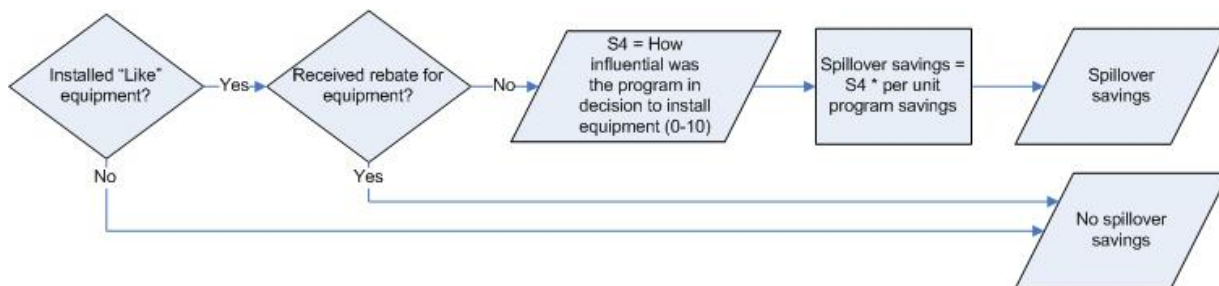 Installed “Like”
equipment?
Yes
Received rebate for
equipment?
No
S4 = How
influential was
the program in
decision to install
equipment (0-10)
Spillover savings =
S4 * per unit
program savings
Spillover
savings
No
Yes
No spillover
savings